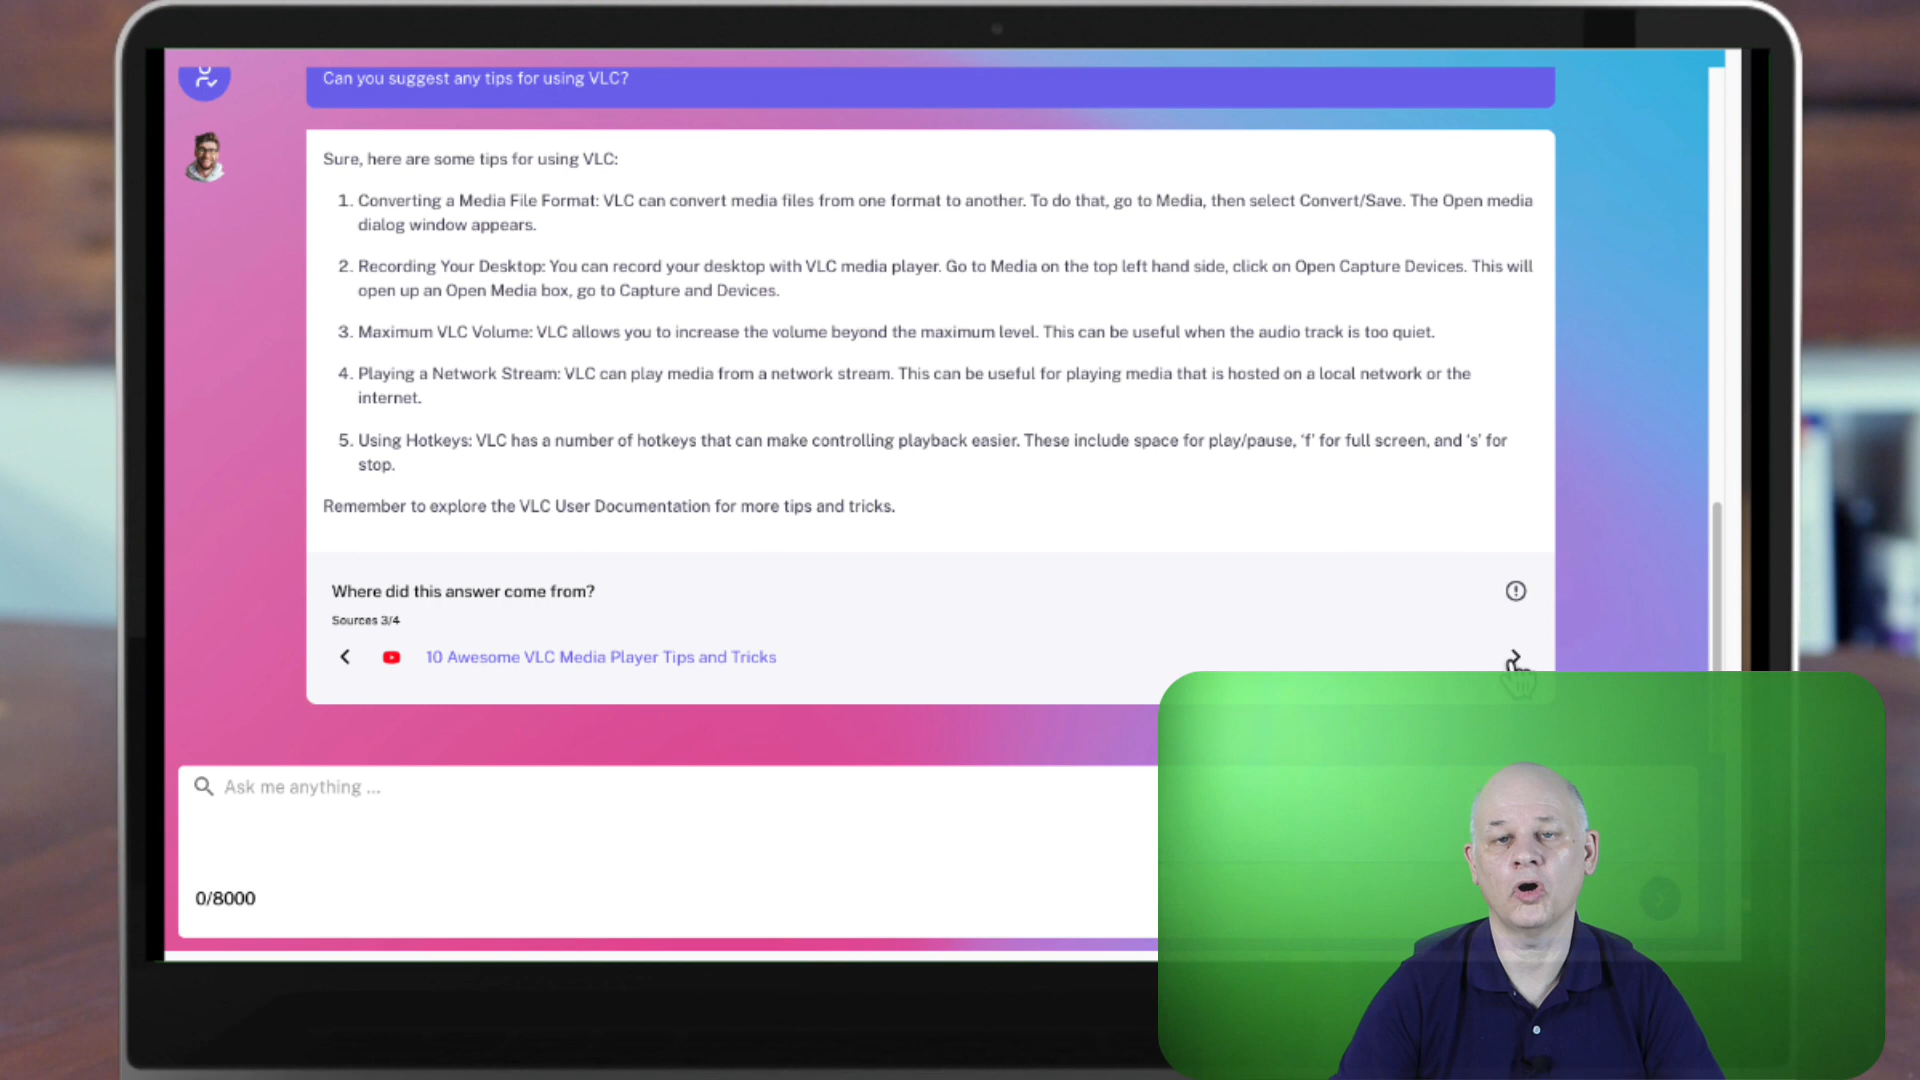 Can you suggest any tips for using VLC?
Sure, here are some tips for using VLC:
1. Converting a Media File Format: VLC can convert media files from one format to another. To do that, go to Media, then select Convert/Save. The Open media
dialog window appears.
2. Recording Your Desktop: You can record your desktop with VLC media player. Go to Media on the top left hand side, click on Open Capture Devices. This will
open up an Open Media box, go to Capture and Devices.
3. Maximum VLC Volume: VLC allows you to increase the volume beyond the maximum level. This can be useful when the audio track is too quiet.
4. Playing a Network Stream: VLC can play media from a network stream. This can be useful for playing media that is hosted on a local network or the
internet.
5. Using Hotkeys: VLC has a number of hotkeys that can make controlling playback easier. These include space for play/pause, 'f' for full screen, and 's' for
stop.
Remember to explore the VLC User Documentation for more tips and tricks.
Where did this answer come from?
Sources 3/4
10 Awesome VLC Media Player Tips and Tricks
Ask me anything ...
0/8000